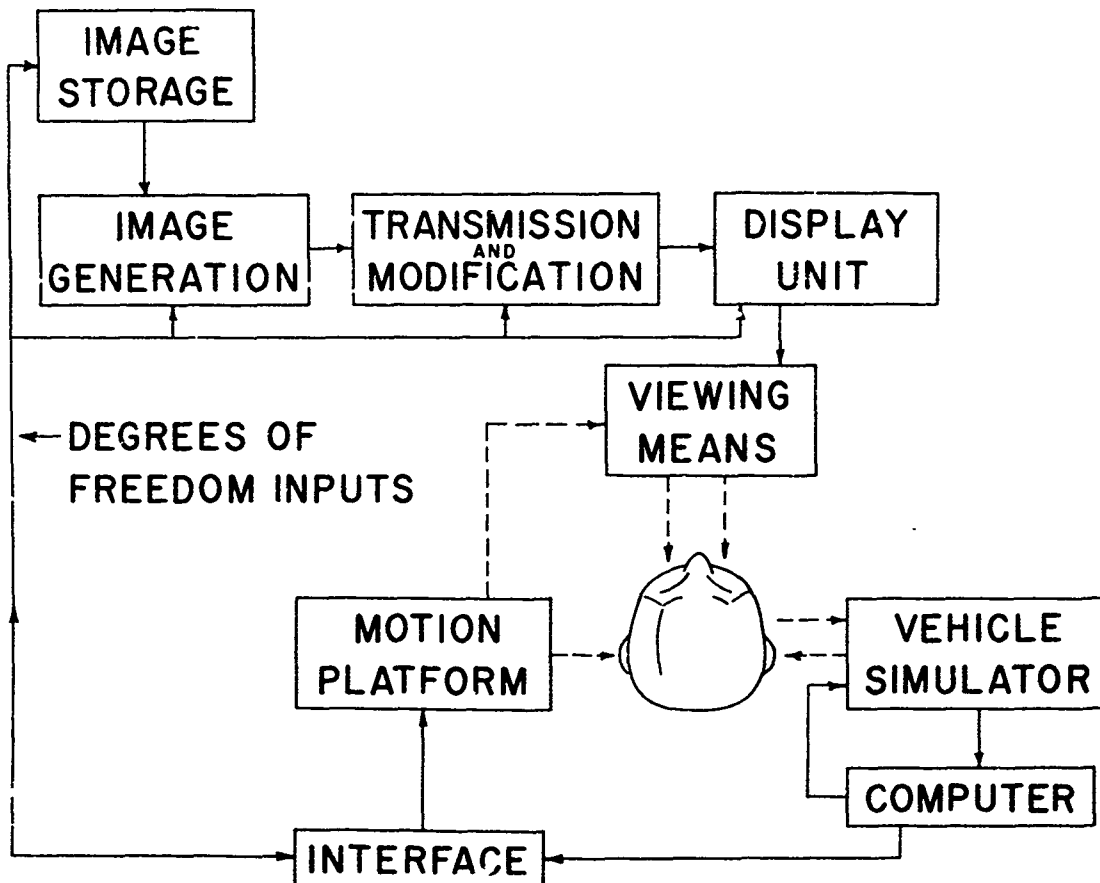 IMAGE
STORAGE
IMAGE
GENERATION
TRANSMISSION
AND
MODIFICATION
DISPLAY
UNIT
VIEWING
MEANS
DEGREES OF
FREEDOM INPUTS
MOTION
PLATFORM
VEHICLE
SIMULATOR
COMPUTER
INTERFACE